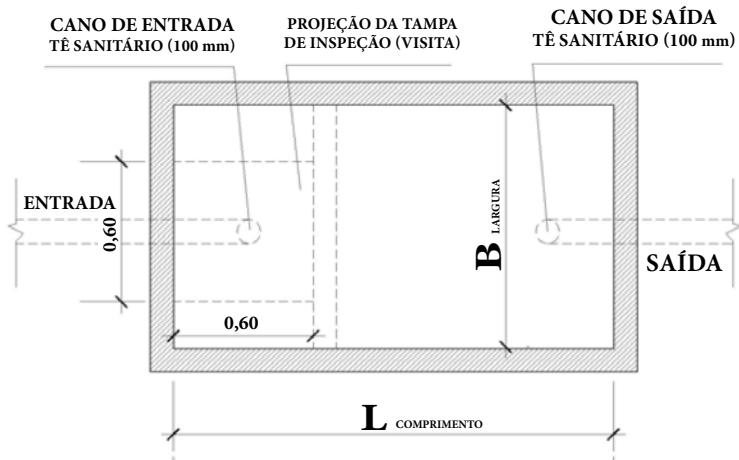 CANO DE ENTRADA
TÊ SANITÁRIO (100 mm)
PROJEÇÃO DA TAMPA
DE INSPEÇÃO (VISITA)
CANO DE SAÍDA
TÊ SANITÁRIO (100 mm)
ENTRADA
0,60
0,60
B LARGURA
SAÍDA
L COMPRIMENTO